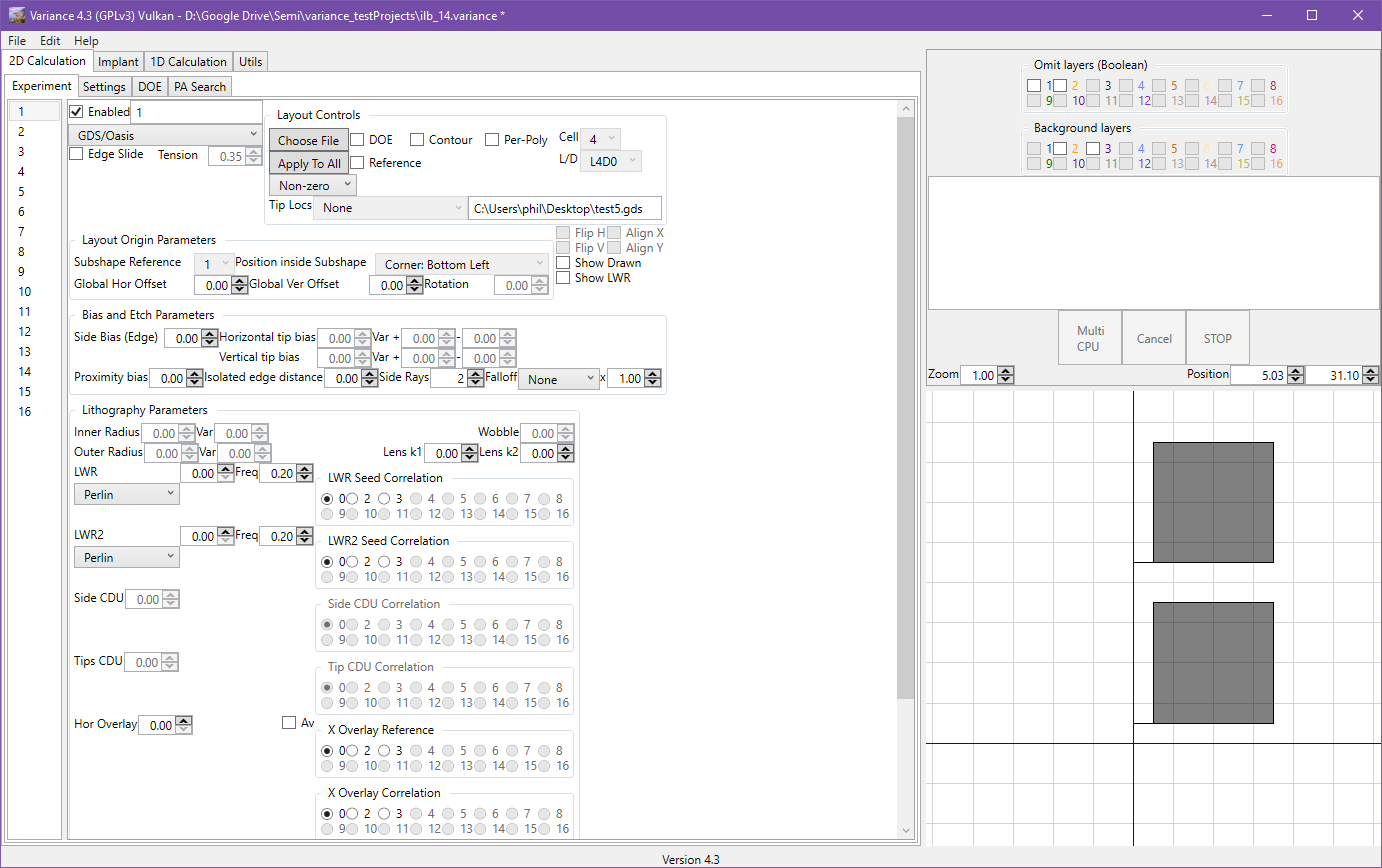 Variance 4.3 (GPLv3) Vulkan - D:\Google Drive\Semi\variance_testProjects\ilb_14.variance *
File Edit Help
2D Calculation Implant 1D Calculation Utils
Experiment Settings DOE PA Search
1
2
3
4
5
6
7
8
9
10
11
12
13
14
15
16
Enabled 1
GDS/Oasis
Edge Slide Tension 0.35
Layout Controls
Choose File DOE Contour Per-Poly Cell 4
Apply To All Reference L/D L4D0
Non-zero
Tip Locs None C:\Users\phil\Desktop\test5.gds
Layout Origin Parameters
Subshape Reference 1 Position inside Subshape Corner: Bottom Left
Global Hor Offset 0.00 Global Ver Offset 0.00 Rotation 0.00
Flip H Align X
Flip V Align Y
Show Drawn
Show LWR
Bias and Etch Parameters
Side Bias (Edge) 0.00 Horizontal tip bias 0.00 Var + 0.00 - 0.00
Vertical tip bias 0.00 Var + 0.00 - 0.00
Proximity bias 0.00 Isolated edge distance 0.00 Side Rays 2 Falloff None x 1.00
Lithography Parameters
Inner Radius 0.00 Var 0.00 Wobble 0.00
Outer Radius 0.00 Var 0.00 Lens k1 0.00 Lens k2 0.00
LWR 0.00 Freq 0.20
Perlin
LWR Seed Correlation
0 2 3 4 5 6 7 8
9 10 11 12 13 14 15 16
LWR2 0.00 Freq 0.20
Perlin
LWR2 Seed Correlation
0 2 3 4 5 6 7 8
9 10 11 12 13 14 15 16
Side CDU 0.00
Side CDU Correlation
0 2 3 4 5 6 7 8
9 10 11 12 13 14 15 16
Tips CDU 0.00
Tip CDU Correlation
0 2 3 4 5 6 7 8
9 10 11 12 13 14 15 16
Hor Overlay 0.00 Av
X Overlay Reference
0 2 3 4 5 6 7 8
9 10 11 12 13 14 15 16
X Overlay Correlation
0 2 3 4 5 6 7 8
9 10 11 12 13 14 15 16
Omit layers (Boolean)
1 2 3 4 5 6 7 8
9 10 11 12 13 14 15 16
Background layers
1 2 3 4 5 6 7 8
9 10 11 12 13 14 15 16
Multi
CPU
Cancel
STOP
Zoom 1.00 Position 5.03 31.10
Version 4.3